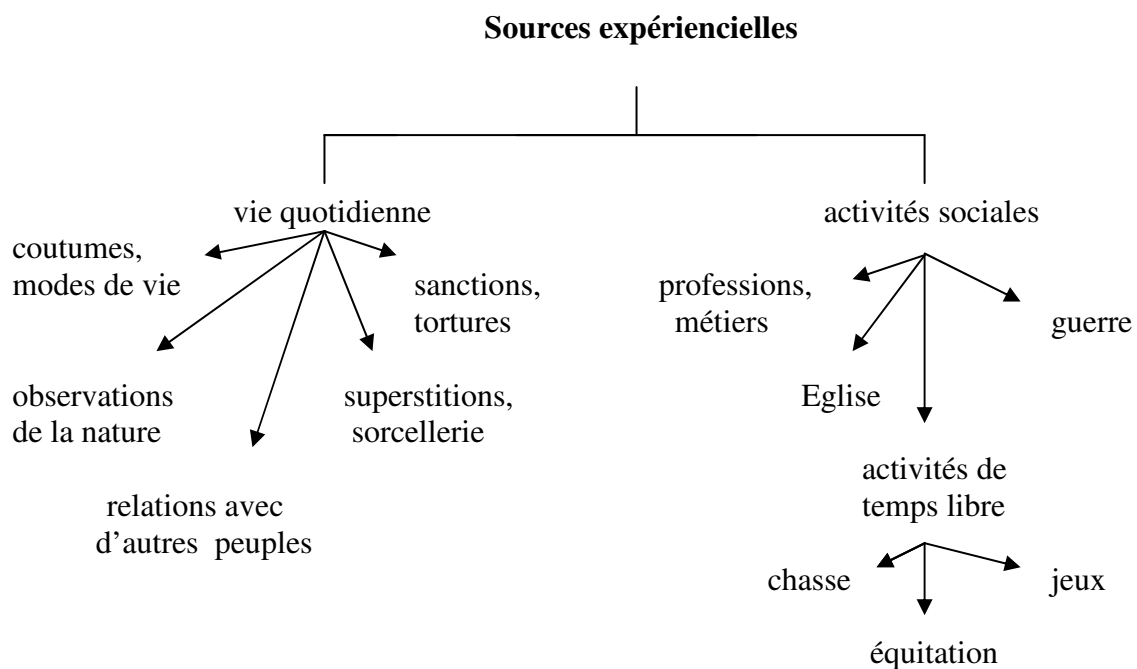 Sources expériencielles
vie quotidienne
activités sociales
coutumes,
modes de vie
sanctions,
tortures
professions,
métiers
guerre
observations
de la nature
superstitions,
sorcellerie
Eglise
relations avec
d’autres peuples
activités de
temps libre
chasse
jeux
équitation